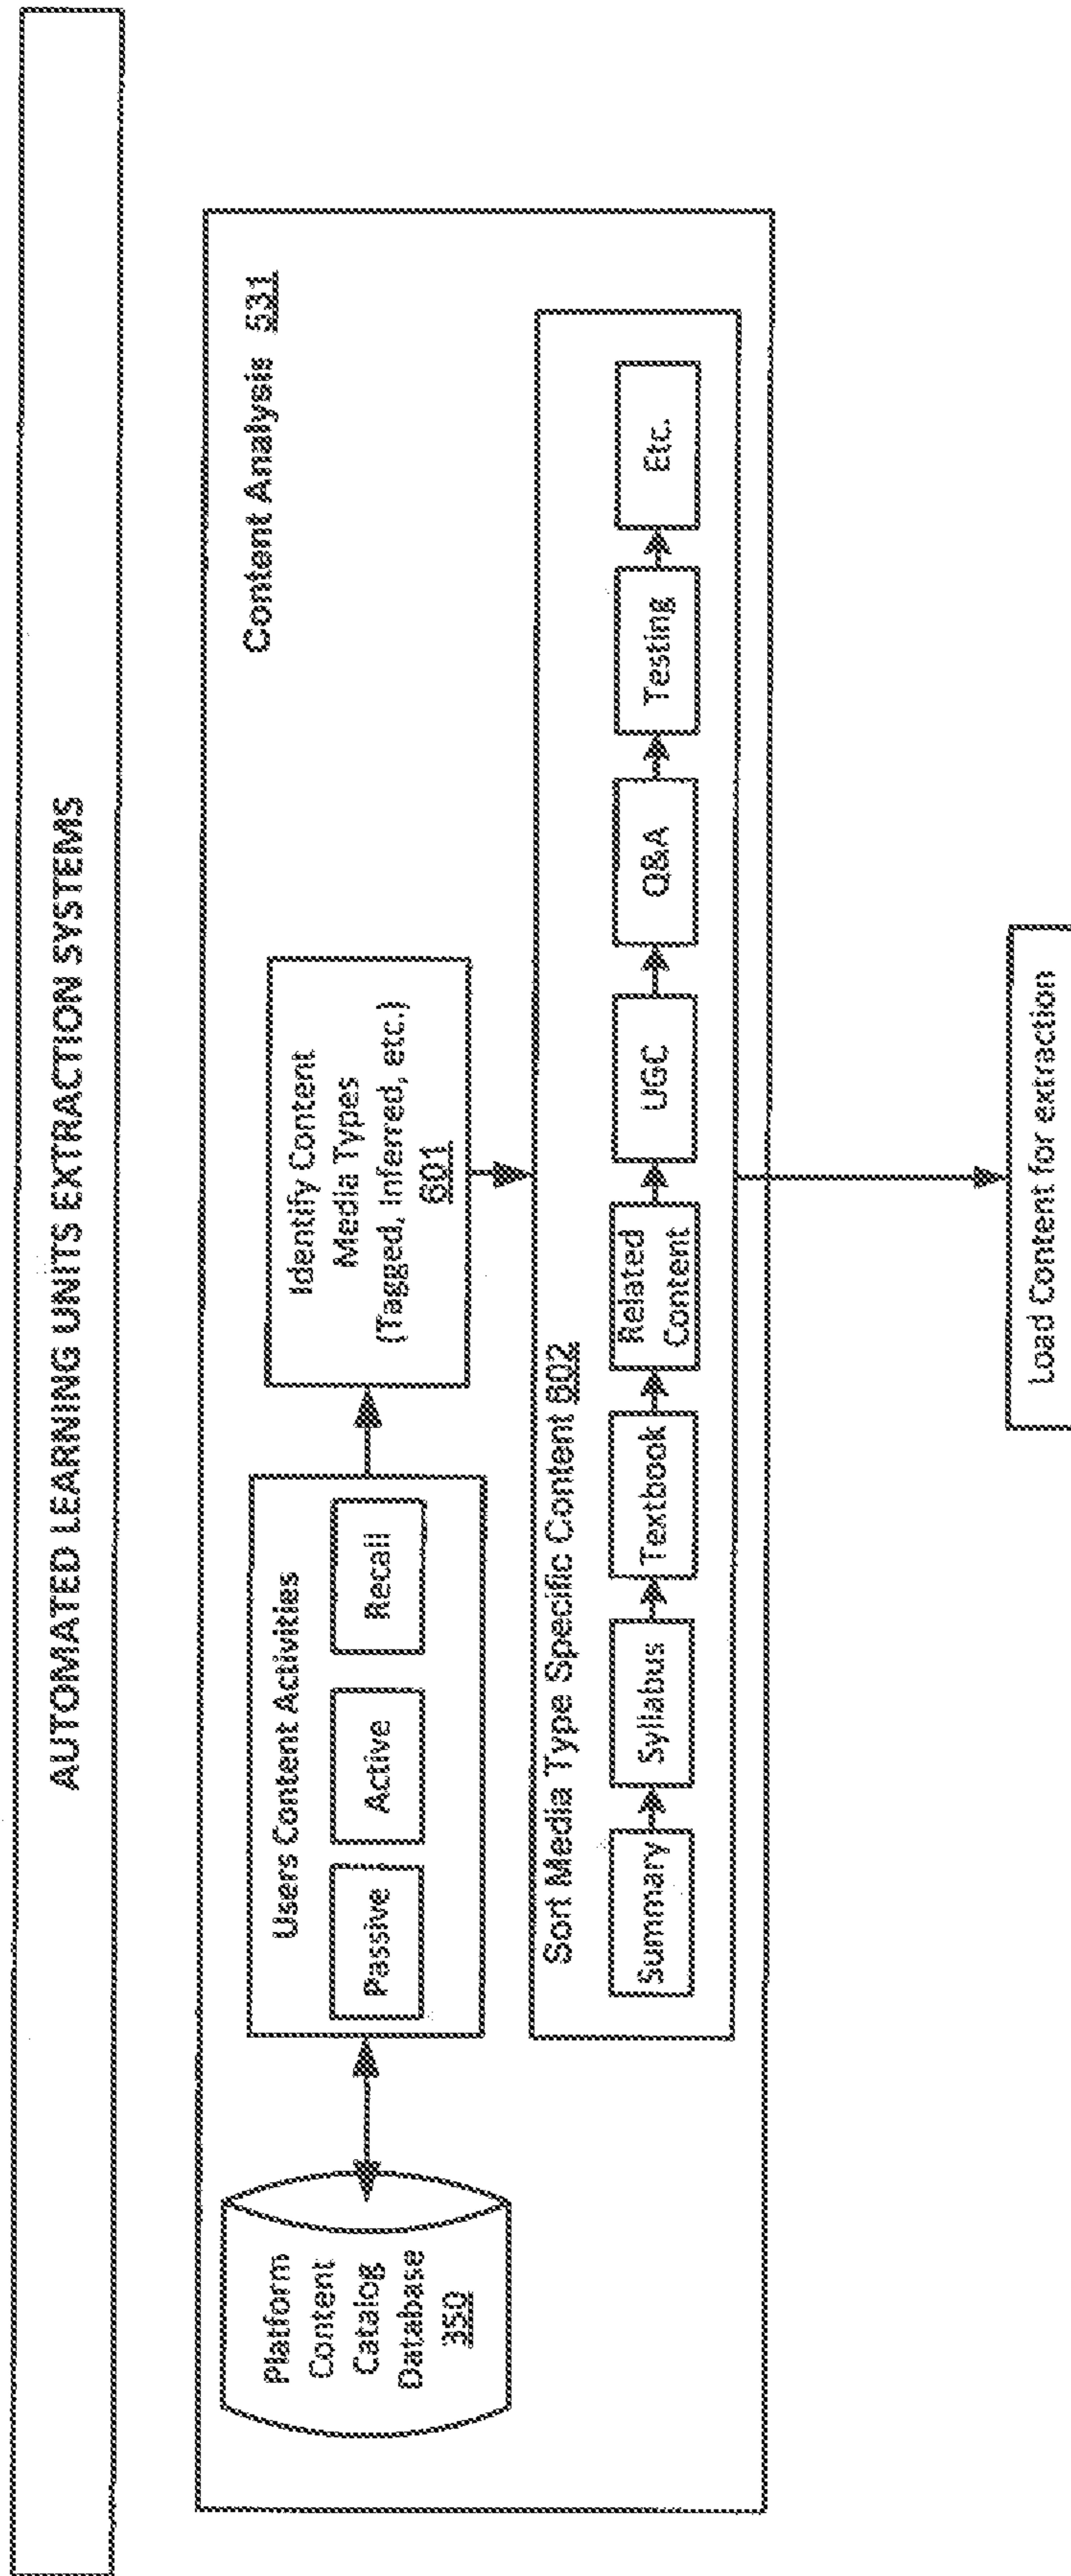 AUTOMATED LEARNING UNITS EXTRACTION SYSTEMS
Content Analysis 531
Platform
Content
Catalog
Database
350
Users Content Activities
Passive
Active
Recall
Identify Content
Media Types
(Tagged, Inferred, etc.)
601
Sort Media Type Specific Content 602
Summary
Syllabus
Textbook
Related
Content
UGC
Q&A
Testing
Etc.
Load Content for extraction